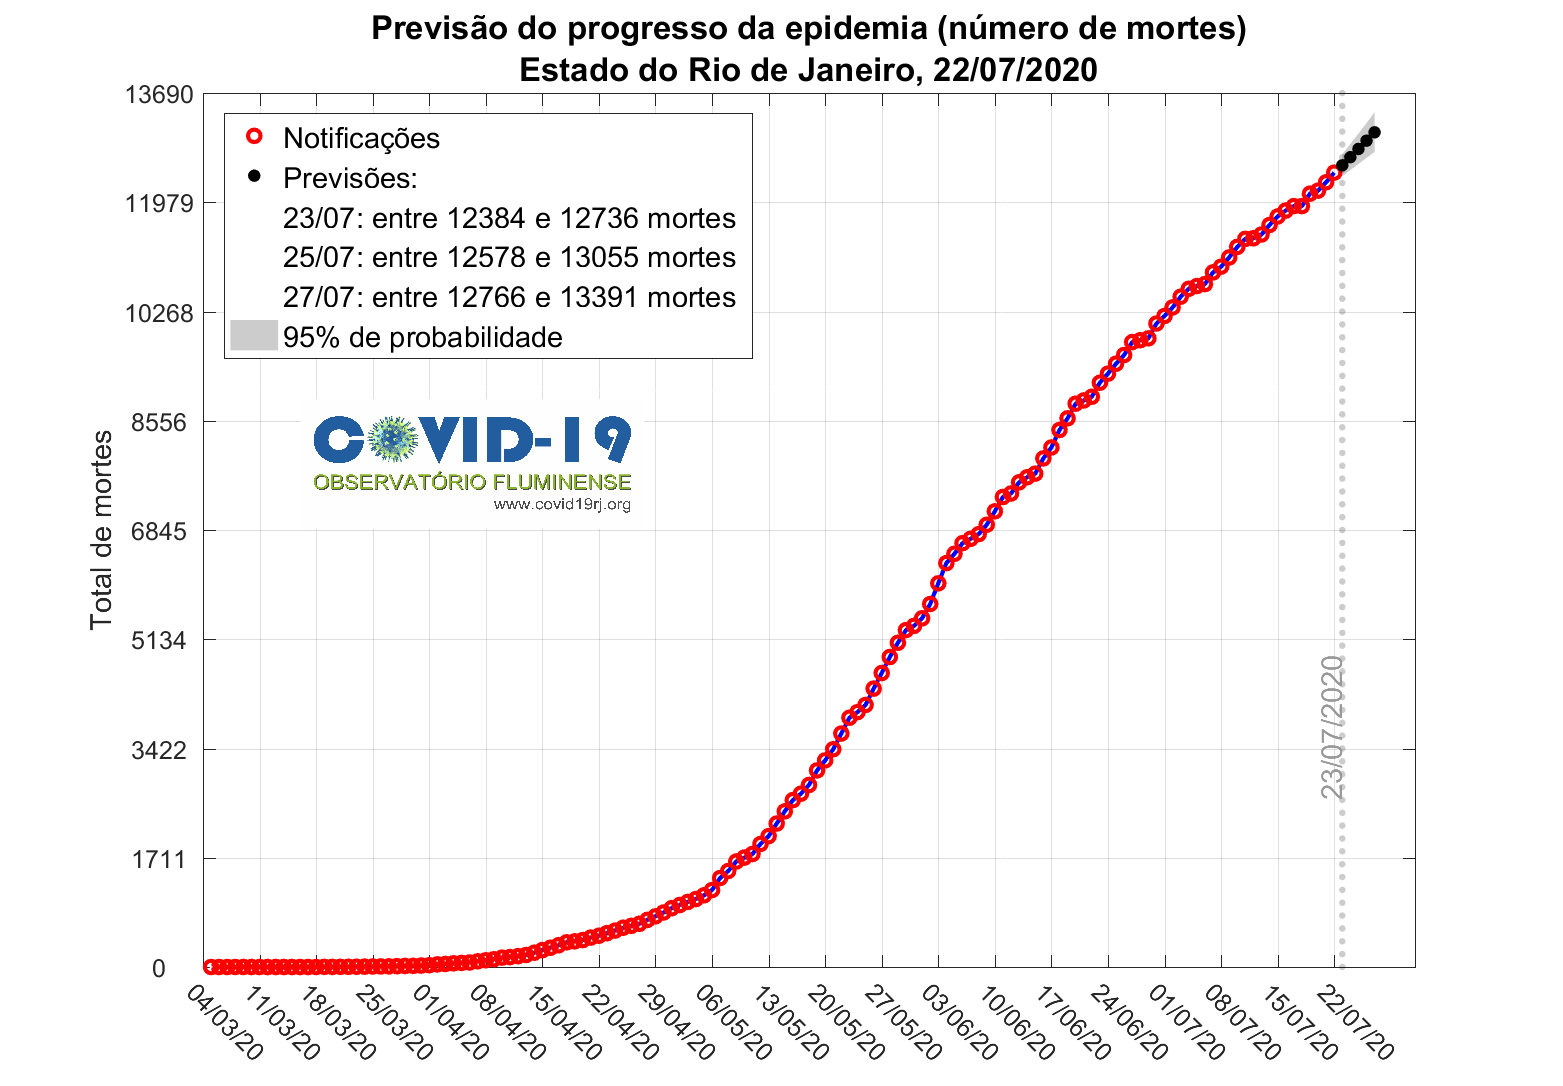 Previsão do progresso da epidemia (número de mortes)
Estado do Rio de Janeiro, 22/07/2020
Notificações
Previsões:
23/07: entre 12384 e 12736 mortes
25/07: entre 12578 e 13055 mortes
27/07: entre 12766 e 13391 mortes
95% de probabilidade
COVID-19
OBSERVATÓRIO FLUMINENSE
www.covid19rj.org
Total de mortes
13690
11979
10268
8556
6845
5134
3422
1711
0
23/07/2020
04/03/20
11/03/20
18/03/20
25/03/20
01/04/20
08/04/20
15/04/20
22/04/20
29/04/20
06/05/20
13/05/20
20/05/20
27/05/20
03/06/20
10/06/20
17/06/20
24/06/20
01/07/20
08/07/20
15/07/20
22/07/20